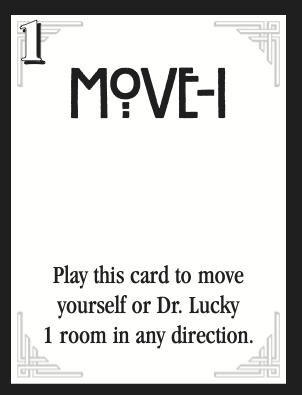 1
MOVE-1
Play this card to move
yourself or Dr. Lucky
1 room in any direction.